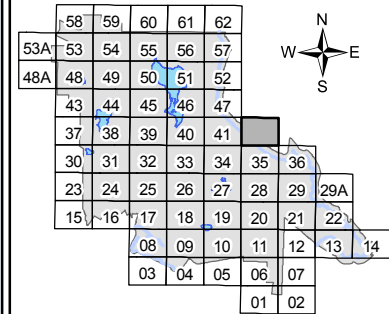 N
W E
S
58 59 60 61 62
53A 53 54 55 56 57
48A 48 49 50 51 52
43 44 45 46 47
37 38 39 40 41
30 31 32 33 34 35 36
23 24 25 26 27 28 29 29A
15 16 17 18 19 20 21 22
08 09 10 11 12 13 14
03 04 05 06 07
01 02